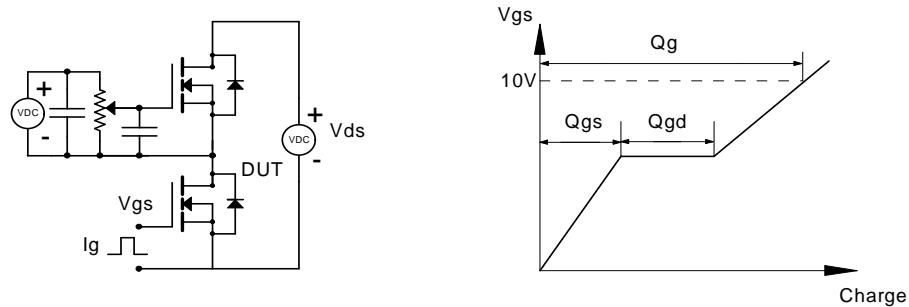 +
VDC
-
+
VDC
-
Vds
DUT
Vgs
Ig
Vgs
Qg
10V
Qgs
Qgd
Charge